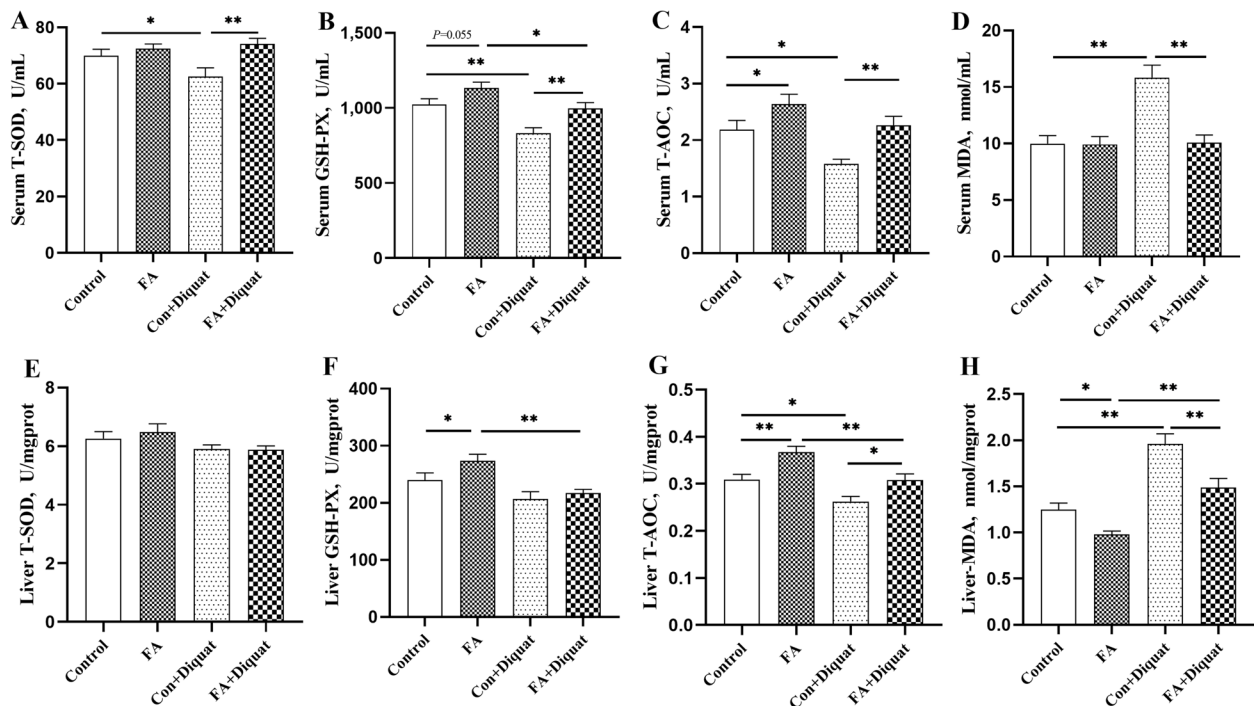 A
Serum T-SOD, U/mL
80
60
40
20
0
*
**
Control
FA
Con+Diquat
FA+Diquat
B
Serum GSH-PX, U/mL
1,500
1,000
500
0
P=0.055
*
**
**
Control
FA
Con+Diquat
FA+Diquat
C
Serum T-AOC, U/mL
4
3
2
1
0
*
*
**
Control
FA
Con+Diquat
FA+Diquat
D
Serum MDA, nmol/mL
20
15
10
5
0
**
**
Control
FA
Con+Diquat
FA+Diquat
E
Liver T-SOD, U/mgprot
8
6
4
2
0
Control
FA
Con+Diquat
FA+Diquat
F
Liver GSH-PX, U/mgprot
400
300
200
100
0
*
**
Control
FA
Con+Diquat
FA+Diquat
G
Liver T-AOC, U/mgprot
0.5
0.4
0.3
0.2
0.1
0.0
*
**
**
*
Control
FA
Con+Diquat
FA+Diquat
H
Liver-MDA, nmol/mgprot
2.5
2.0
1.5
1.0
0.5
0.0
*
**
**
**
Control
FA
Con+Diquat
FA+Diquat